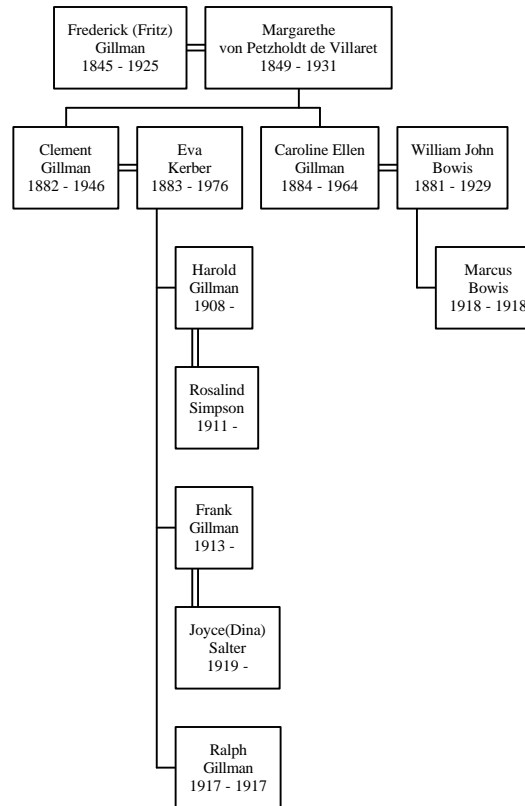 Frederick (Fritz)
Gillman
1845 - 1925
Margarethe
von Petzholdt de Villaret
1849 - 1931
Clement
Gillman
1882 - 1946
Eva
Kerber
1883 - 1976
Caroline Ellen
Gillman
1884 - 1964
William John
Bowis
1881 - 1929
Harold
Gillman
1908 -
Marcus
Bowis
1918 - 1918
Rosalind
Simpson
1911 -
Frank
Gillman
1913 -
Joyce(Dina)
Salter
1919 -
Ralph
Gillman
1917 - 1917